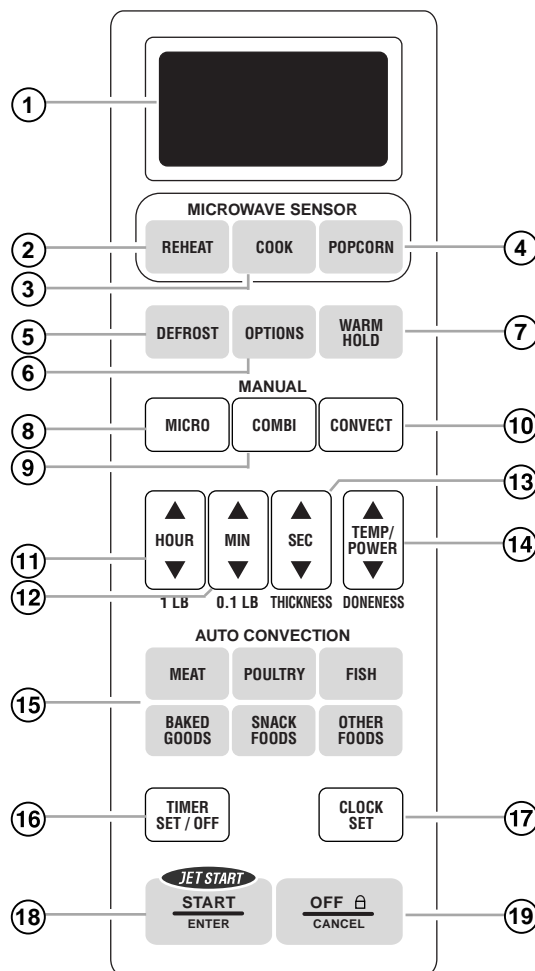 1
MICROWAVE SENSOR
2 REHEAT COOK POPCORN 4
3
5 DEFROST OPTIONS WARM HOLD 7
6
MANUAL
8 MICRO COMBI CONVECT 10
9
13
11 HOUR MIN SEC TEMP/ POWER 14
12 1 LB 0.1 LB THICKNESS DONENESS
AUTO CONVECTION
MEAT POULTRY FISH
15
BAKED GOODS SNACK FOODS OTHER FOODS
16 TIMER SET / OFF CLOCK SET 17
JET START
18 START OFF 19
ENTER CANCEL